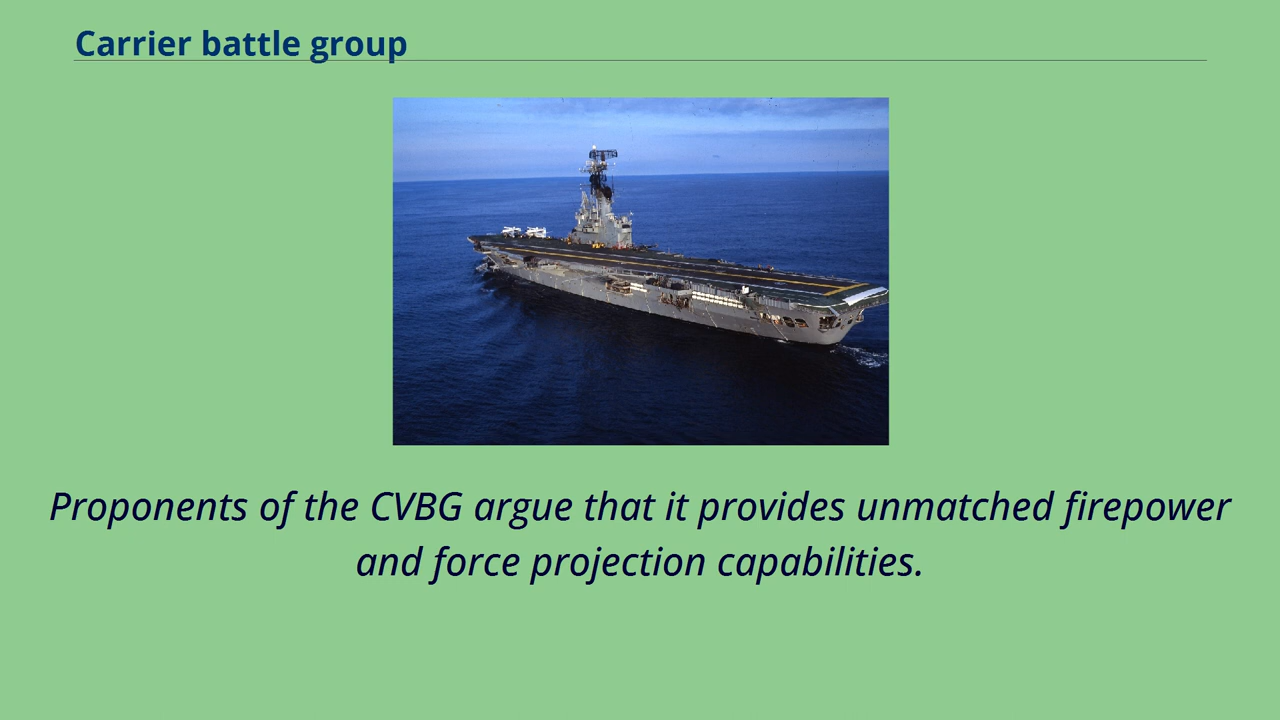 Carrier battle group
Proponents of the CVBG argue that it provides unmatched firepower
and force projection capabilities.